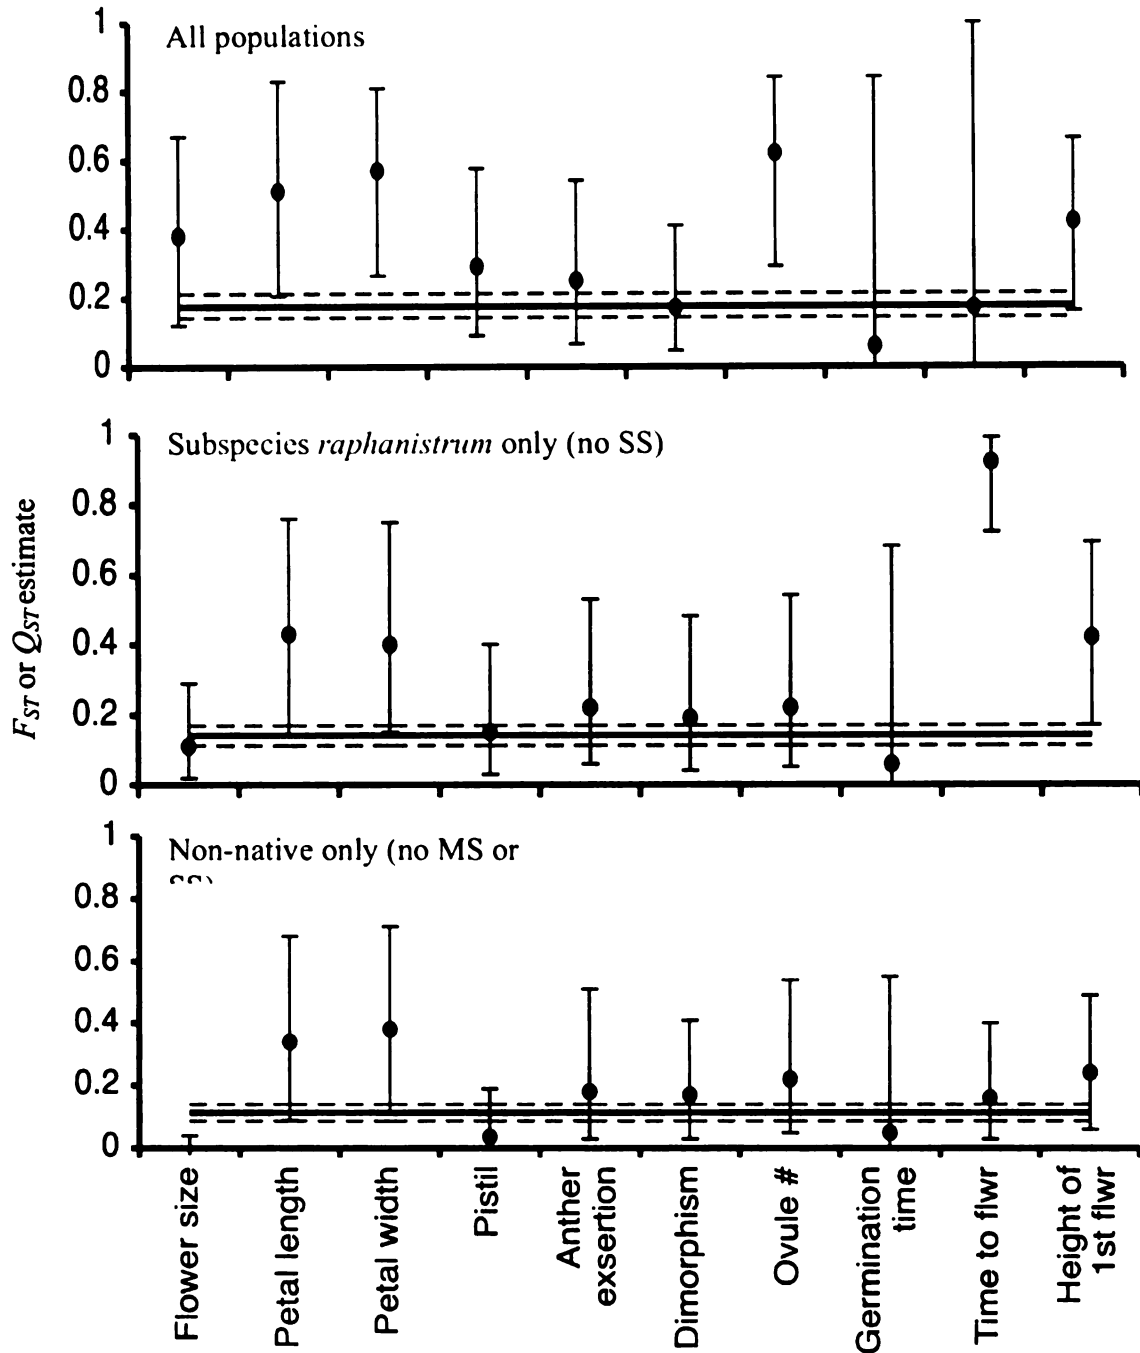 1
All populations
0.8
0.6
0.4
0.2
0
1
Subspecies raphanistrum only (no SS)
0.8
0.6
0.4
0.2
0
FST or QST estimate
1
Non-native only (no MS or
0.8
0.6
0.4
0.2
0
Flower size
Petal length
Petal width
Pistil
Anther
exsertion
Dimorphism
Ovule #
Germination
time
Time to flwr
Height of
1st flwr